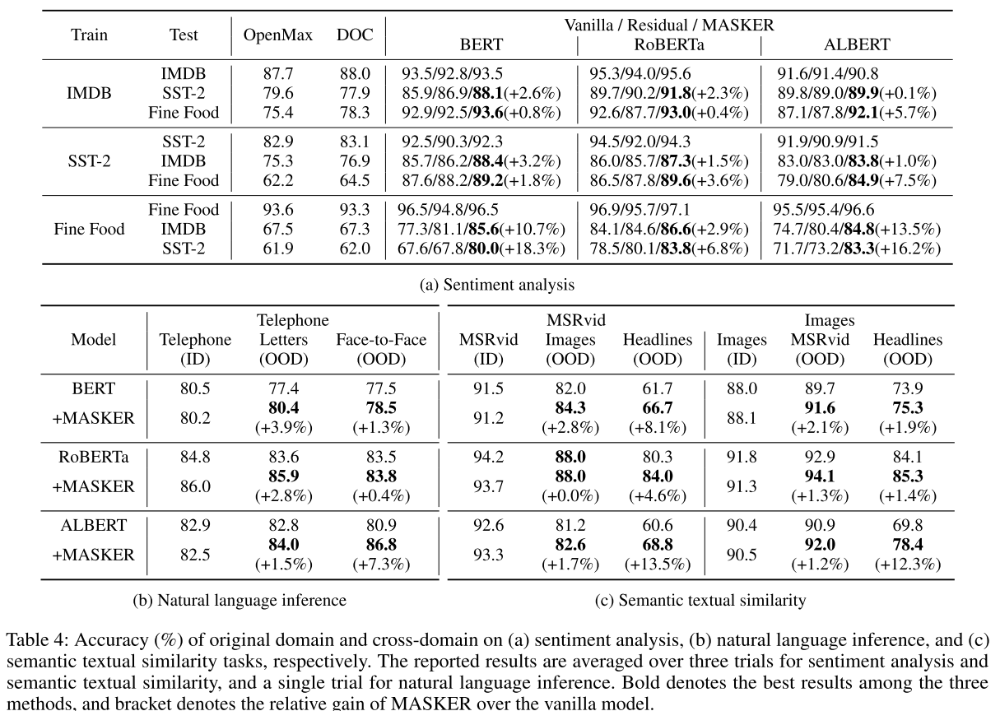 Train Test OpenMax DOC Vanilla / Residual / MASKER
BERT RoBERTa ALBERT
IMDB 87.7 88.0 93.5/92.8/93.5 95.3/94.0/95.6 91.6/91.4/90.8
IMDB SST-2 79.6 77.9 85.9/86.9/88.1(+2.6%) 89.7/90.2/91.8(+2.3%) 89.8/89.0/89.9(+0.1%)
Fine Food 75.4 78.3 92.9/92.5/93.6(+0.8%) 92.6/87.7/93.0(+0.4%) 87.1/87.8/92.1(+5.7%)
SST-2 82.9 83.1 92.5/90.3/92.3 94.5/92.0/94.3 91.9/90.9/91.5
SST-2 IMDB 75.3 76.9 85.7/86.2/88.4(+3.2%) 86.0/85.7/87.3(+1.5%) 83.0/83.0/83.8(+1.0%)
Fine Food 62.2 64.5 87.6/88.2/89.2(+1.8%) 86.5/87.8/89.6(+3.6%) 79.0/80.6/84.9(+7.5%)
Fine Food 93.6 93.3 96.5/94.8/96.5 96.9/95.7/97.1 95.5/95.4/96.6
Fine Food IMDB 67.5 67.3 77.3/81.1/85.6(+10.7%) 84.1/84.6/86.6(+2.9%) 74.7/80.4/84.8(+13.5%)
SST-2 61.9 62.0 67.6/67.8/80.0(+18.3%) 78.5/80.1/83.8(+6.8%) 71.7/73.2/83.3(+16.2%)
(a) Sentiment analysis
Telephone
Model Telephone Letters Face-to-Face
(ID) (OOD) (OOD)
BERT 80.5 77.4 77.5
+MASKER 80.2 80.4 78.5
(+3.9%) (+1.3%)
RoBERTa 84.8 83.6 83.5
+MASKER 86.0 85.9 83.8
(+2.8%) (+0.4%)
ALBERT 82.9 82.8 80.9
+MASKER 82.5 84.0 86.8
(+1.5%) (+7.3%)
(b) Natural language inference
MSRvid Images
MSRvid Images Headlines Images MSRvid Headlines
(ID) (OOD) (OOD) (ID) (OOD) (OOD)
91.5 82.0 61.7 88.0 89.7 73.9
91.2 84.3 66.7 88.1 91.6 75.3
(+2.8%) (+8.1%) (+2.1%) (+1.9%)
94.2 88.0 80.3 91.8 92.9 84.1
93.7 88.0 84.0 91.3 94.1 85.3
(+0.0%) (+4.6%) (+1.3%) (+1.4%)
92.6 81.2 60.6 90.4 90.9 69.8
93.3 82.6 68.8 90.5 92.0 78.4
(+1.7%) (+13.5%) (+1.2%) (+12.3%)
(c) Semantic textual similarity
Table 4: Accuracy (%) of original domain and cross-domain on (a) sentiment analysis, (b) natural language inference, and (c)
semantic textual similarity tasks, respectively. The reported results are averaged over three trials for sentiment analysis and
semantic textual similarity, and a single trial for natural language inference. Bold denotes the best results among the three
methods, and bracket denotes the relative gain of MASKER over the vanilla model.